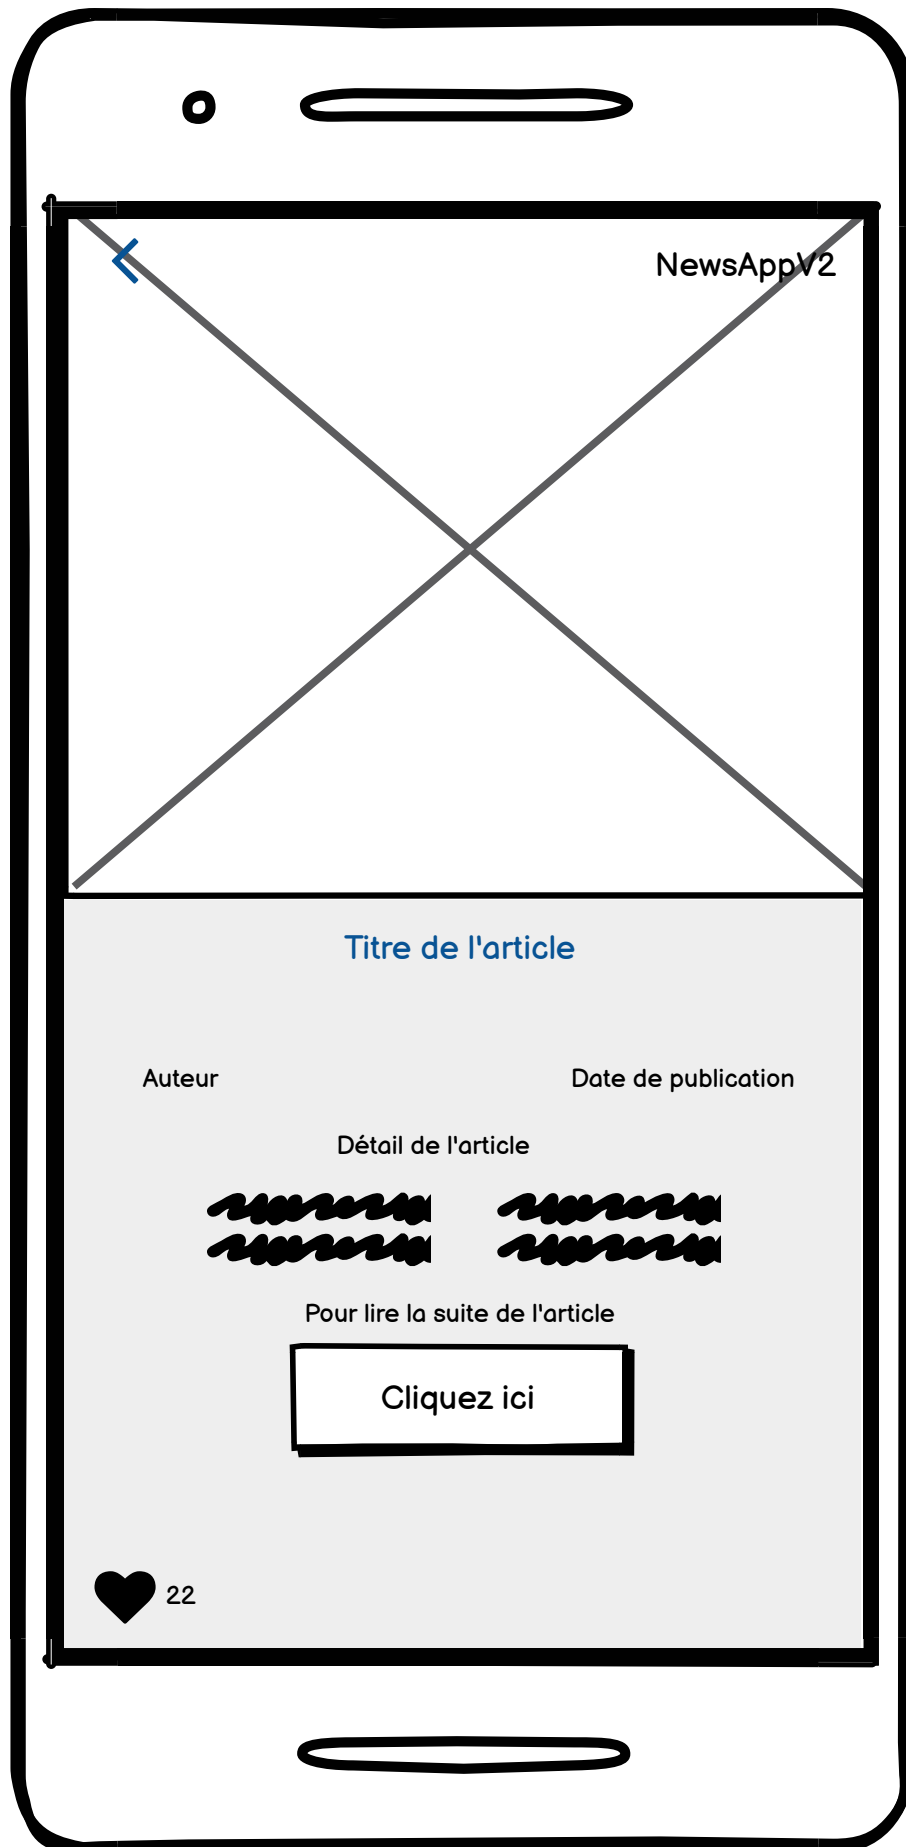 NewsAppV2
Titre de l'article
Auteur
Date de publication
Détail de l'article
Pour lire la suite de l'article
Cliquez ici
22